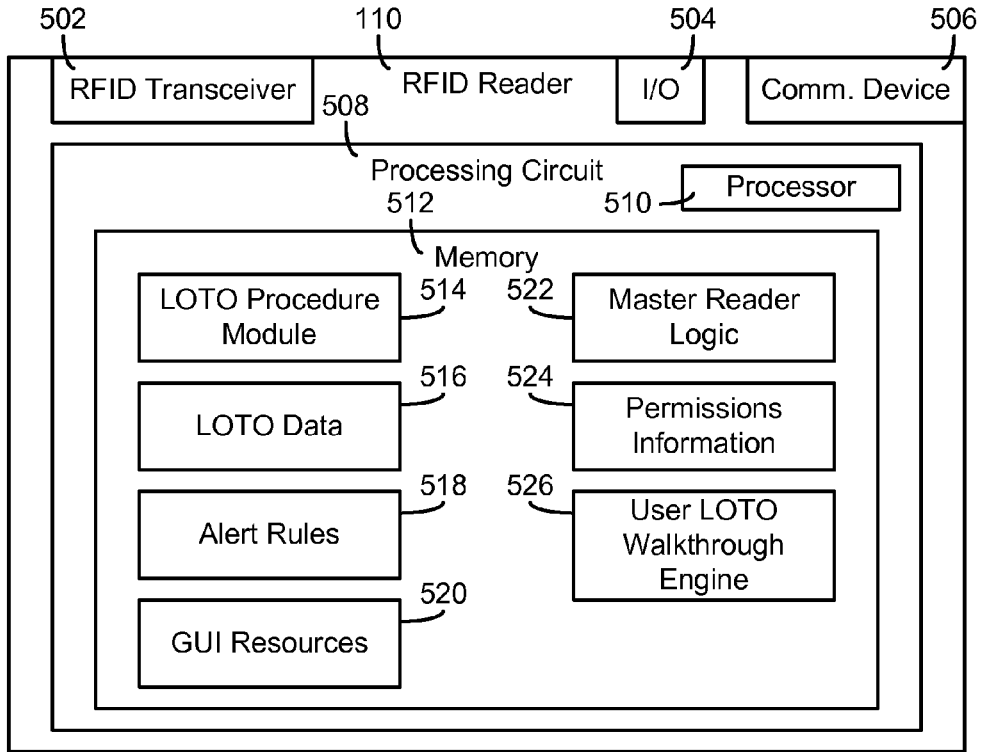 502
110
504
506
RFID Transceiver
RFID Reader
I/O
Comm. Device
508
Processing Circuit
Processor
512
510
Memory
LOTO Procedure
Module
514
522
Master Reader
Logic
516
524
LOTO Data
Permissions
Information
518
526
Alert Rules
User LOTO
Walkthrough
Engine
520
GUI Resources